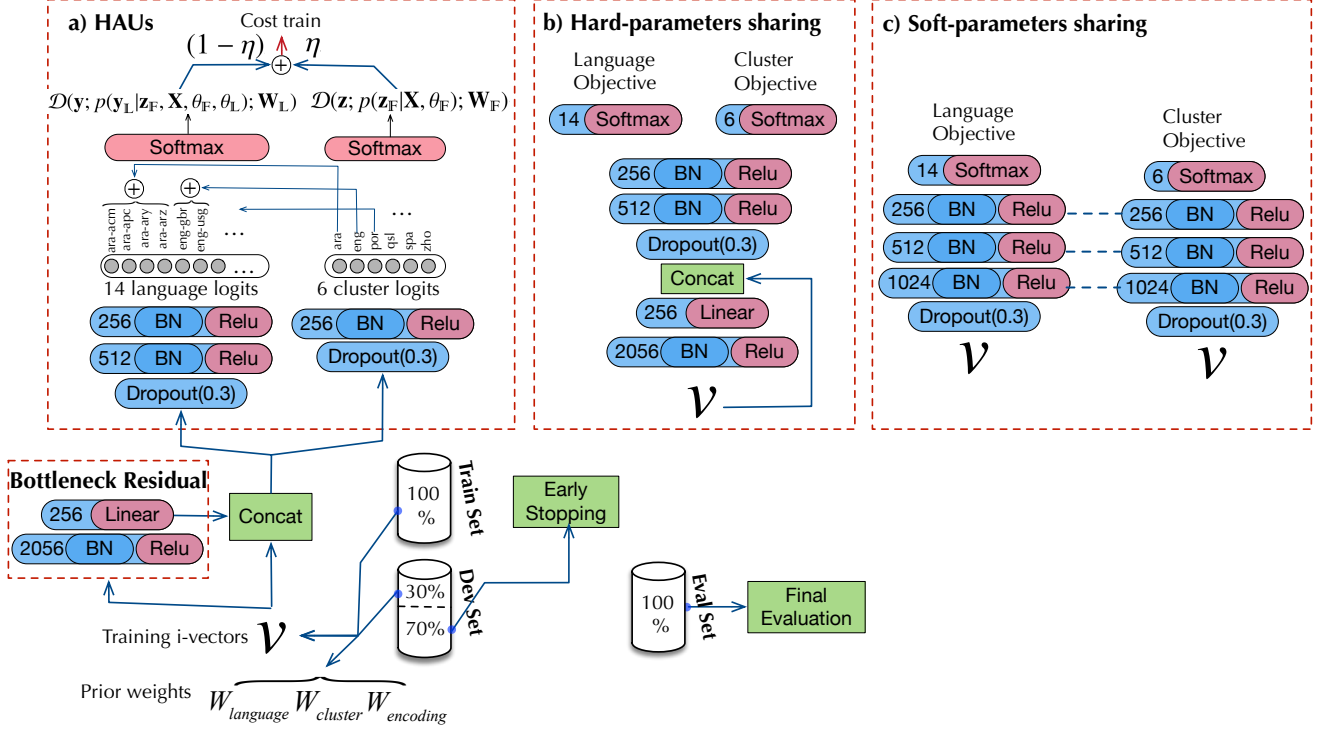 a) HAUs
Cost train
(1 − η) η
+
𝒟(y; p(y_𝕃|z_𝔽, X, θ_𝔽, θ_𝕃); W_𝕃)
𝒟(z; p(z_𝔽|X, θ_𝔽); W_𝔽)
Softmax
Softmax
+
+
ara-acm
ara-apc
ara-ary
ara-arz
eng-gbr
eng-usg
...
...
ara
eng
por
qsl
spa
zho
...
14 language logits
6 cluster logits
256 BN Relu
512 BN Relu
Dropout(0.3)
256 BN Relu
Dropout(0.3)
b) Hard-parameters sharing
Language
Objective
Cluster
Objective
14 Softmax
6 Softmax
256 BN Relu
512 BN Relu
Dropout(0.3)
Concat
256 Linear
2056 BN Relu
v
c) Soft-parameters sharing
Language
Objective
14 Softmax
256 BN Relu
512 BN Relu
1024 BN Relu
Dropout(0.3)
v
Cluster
Objective
6 Softmax
256 BN Relu
512 BN Relu
1024 BN Relu
Dropout(0.3)
v
Bottleneck Residual
256 Linear
2056 BN Relu
Concat
Training i-vectors v
Prior weights
W_language W_cluster W_encoding
100
%
Train Set
30%
70%
Dev Set
Early
Stopping
100
%
Eval Set
Final
Evaluation